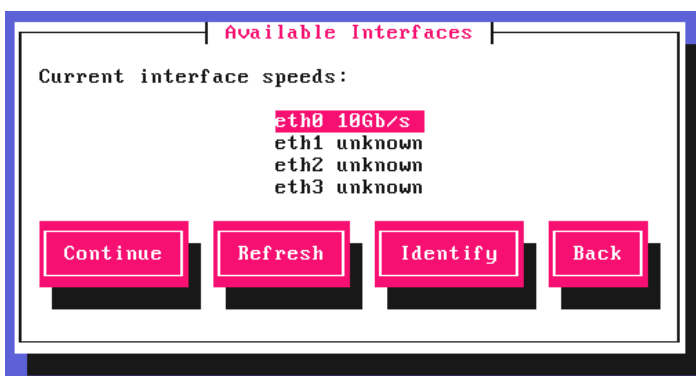 Available Interfaces
Current interface speeds:
eth0 10Gb/s
eth1 unknown
eth2 unknown
eth3 unknown
Continue Refresh Identify Back